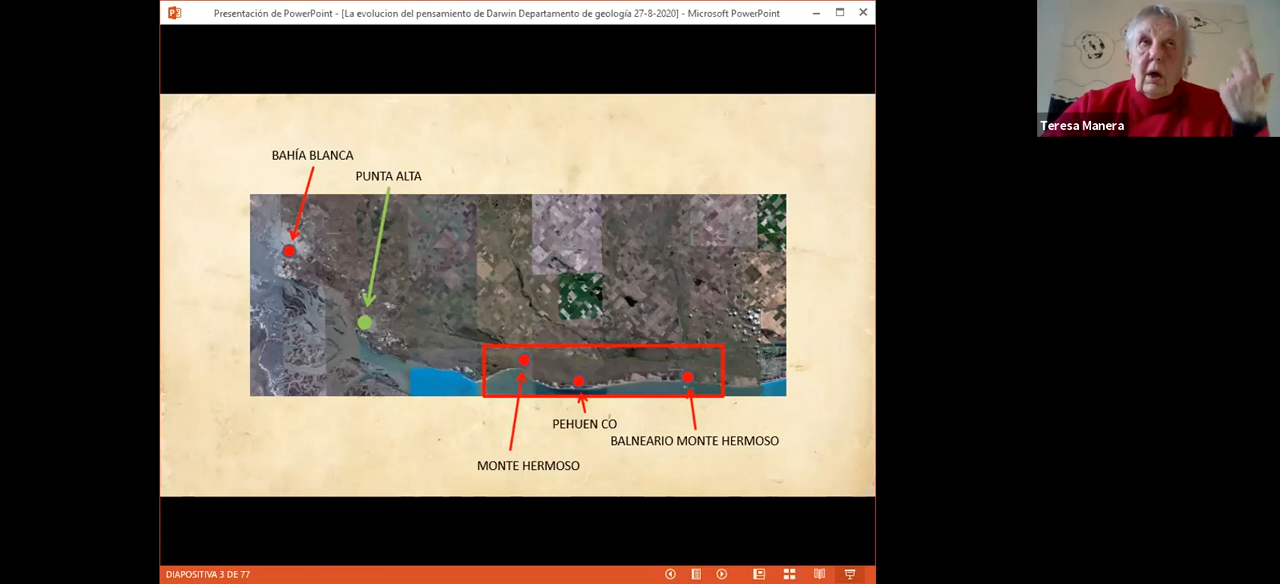 Presentación de PowerPoint - [La evolucion del pensamiento de Darwin Departamento de geología 27-8-2020] - Microsoft PowerPoint
Teresa Manera
BAHÍA BLANCA
PUNTA ALTA
PEHUEN CO
BALNEARIO MONTE HERMOSO
MONTE HERMOSO
DIAPOSITIVA 3 DE 77